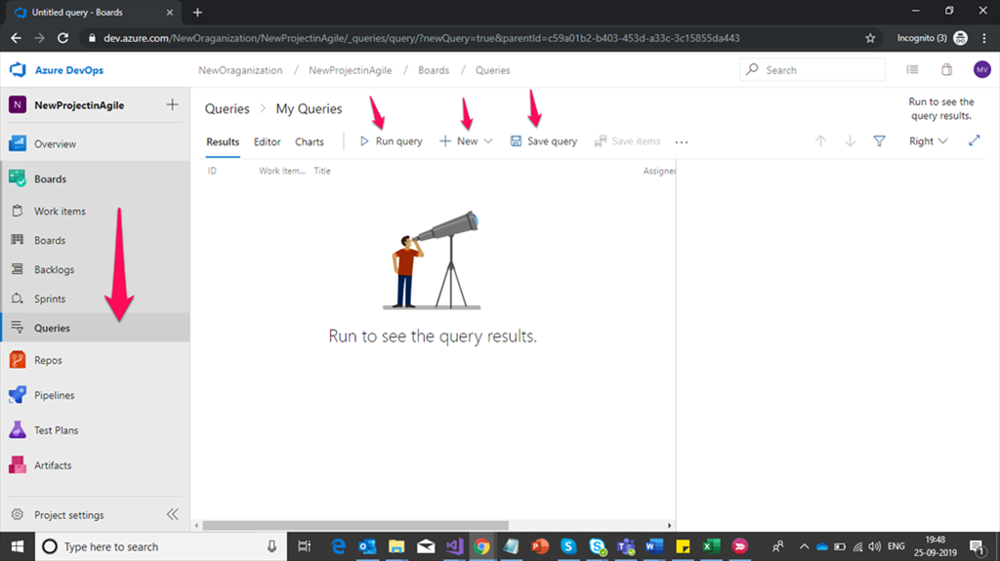 Untitled query - Boards
dev.azure.com/NewOraganization/NewProjectinAgile/_queries/query/?newQuery=true&parentId=c59a01b2-b403-453d-a33c-3c15855da443
Incognito (3)
Azure DevOps
NewOraganization / NewProjectinAgile / Boards / Queries
Search
MV
N NewProjectinAgile
Queries > My Queries
Run to see the
query results.
Results Editor Charts Run query New Save query Save items ...
Right
ID Work Item... Title Assigned
Overview
Boards
Work items
Boards
Backlogs
Sprints
Queries
Repos
Pipelines
Test Plans
Artifacts
Project settings
Run to see the query results.
Type here to search
ENG
19:48
25-09-2019